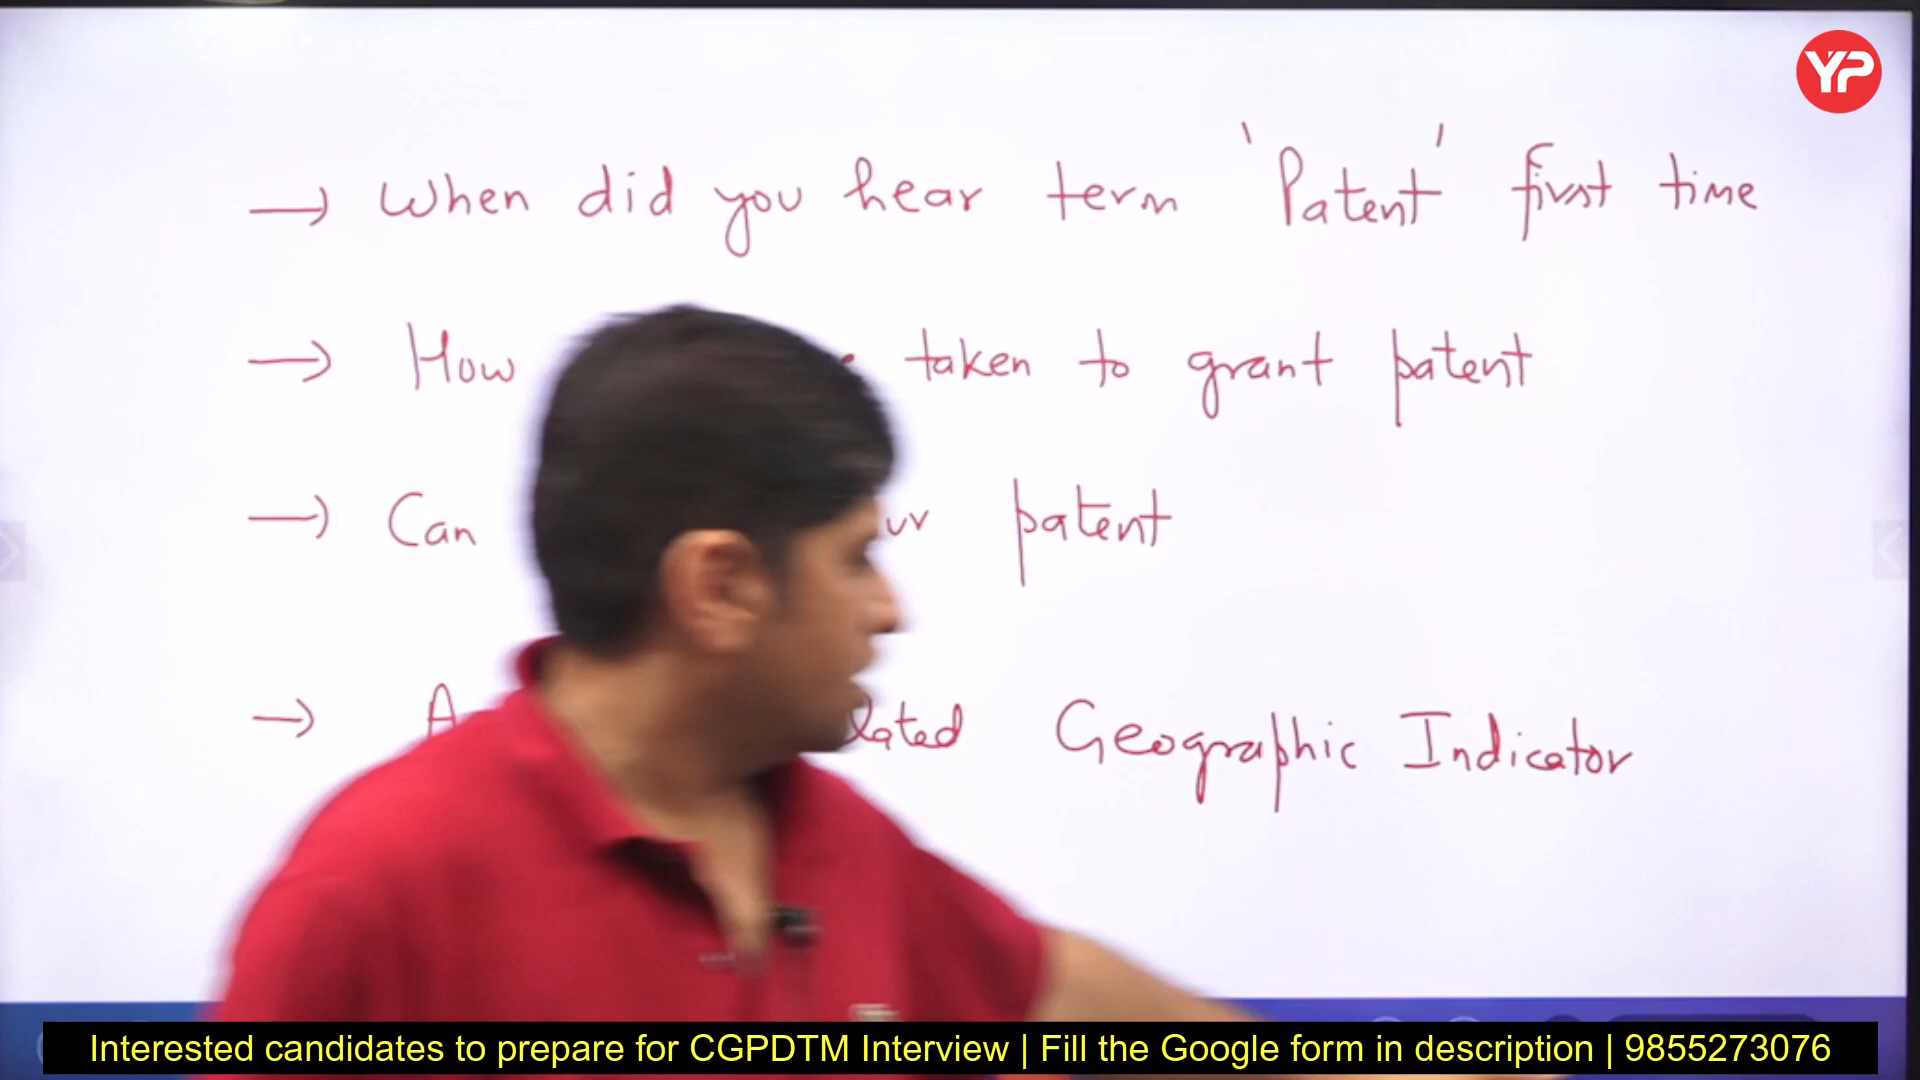 YP
→ When did you hear term 'Patent' first time
→ How taken to grant patent
→ Can patent
→ Geographic Indicator
Interested candidates to prepare for CGPDTM Interview | Fill the Google form in description | 9855273076